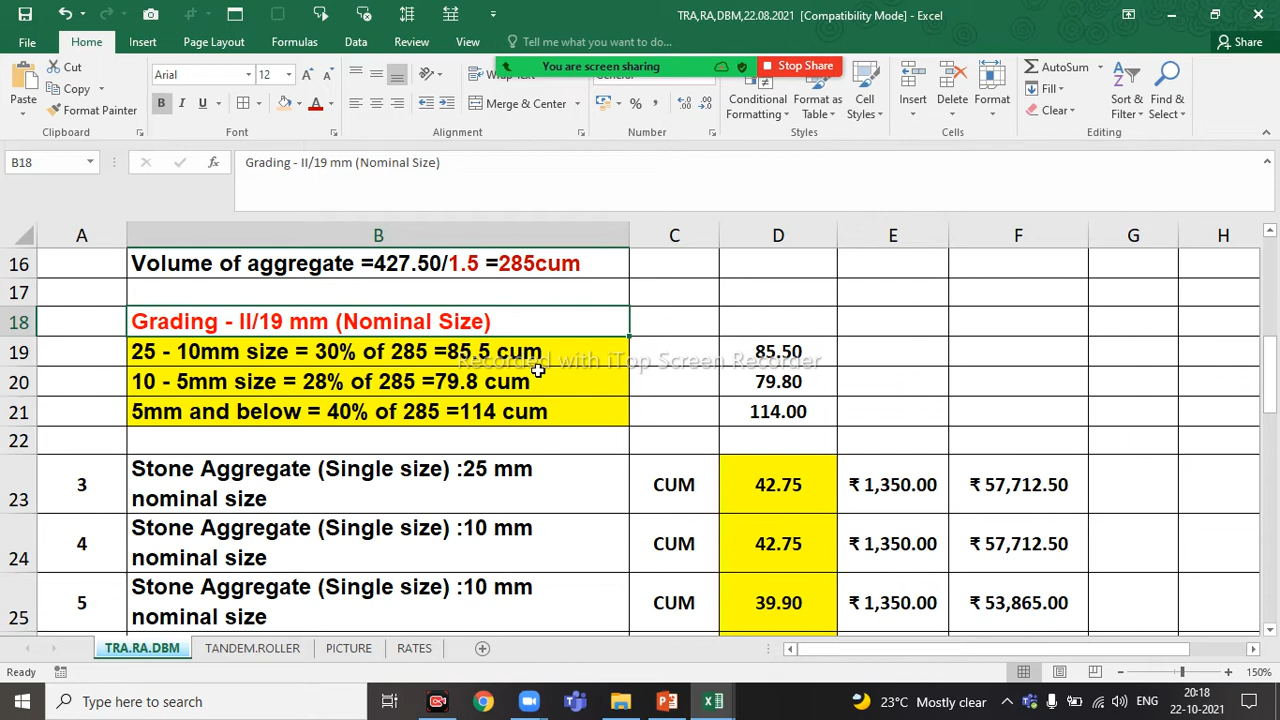 TRA,RA,DBM,22.08.2021 [Compatibility Mode] - Excel
File Home Insert Page Layout Formulas Data Review View Tell me what you want to do... Share
You are screen sharing Stop Share
Paste
Cut
Copy
Format Painter
Clipboard
Arial 12
B I U
Font
Merge & Center
Alignment
%
Number
Conditional Formatting
Format as Table
Cell Styles
Styles
Insert Delete Format
Cells
AutoSum
Fill
Clear
Sort & Filter
Find & Select
Editing
B18 fx Grading - II/19 mm (Nominal Size)
A B C D E F G H
16 Volume of aggregate =427.50/1.5 =285cum
17
18 Grading - II/19 mm (Nominal Size)
19 25 - 10mm size = 30% of 285 =85.5 cum 85.50
Recorded with iTop Screen Recorder
20 10 - 5mm size = 28% of 285 =79.8 cum 79.80
21 5mm and below = 40% of 285 =114 cum 114.00
22
23 3 Stone Aggregate (Single size) :25 mm
nominal size CUM 42.75 ₹ 1,350.00 ₹ 57,712.50
24 4 Stone Aggregate (Single size) :10 mm
nominal size CUM 42.75 ₹ 1,350.00 ₹ 57,712.50
25 5 Stone Aggregate (Single size) :10 mm
nominal size CUM 39.90 ₹ 1,350.00 ₹ 53,865.00
TRA.RA.DBM TANDEM.ROLLER PICTURE RATES
Ready 150%
Type here to search 23°C Mostly clear ENG 20:18
22-10-2021